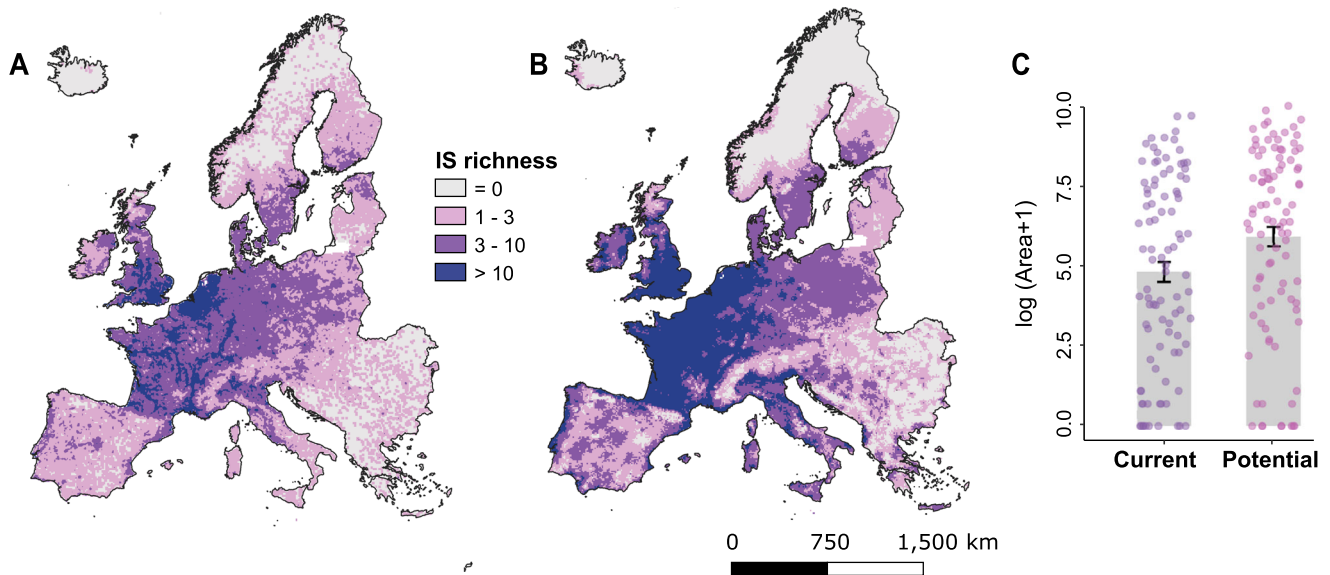 A
B
C
IS richness
= 0
1 - 3
3 - 10
> 10
0 750 1,500 km
log (Area+1)
10.0
7.5
5.0
2.5
0.0
Current Potential